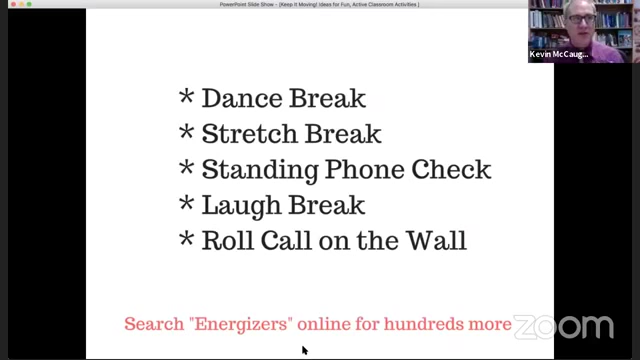 PowerPoint Slide Show - [Keep It Moving! Ideas for Fun, Active Classroom Activities ]
Kevin McCaug...
* Dance Break
* Stretch Break
* Standing Phone Check
* Laugh Break
* Roll Call on the Wall
Search "Energizers" online for hundreds more
zoom